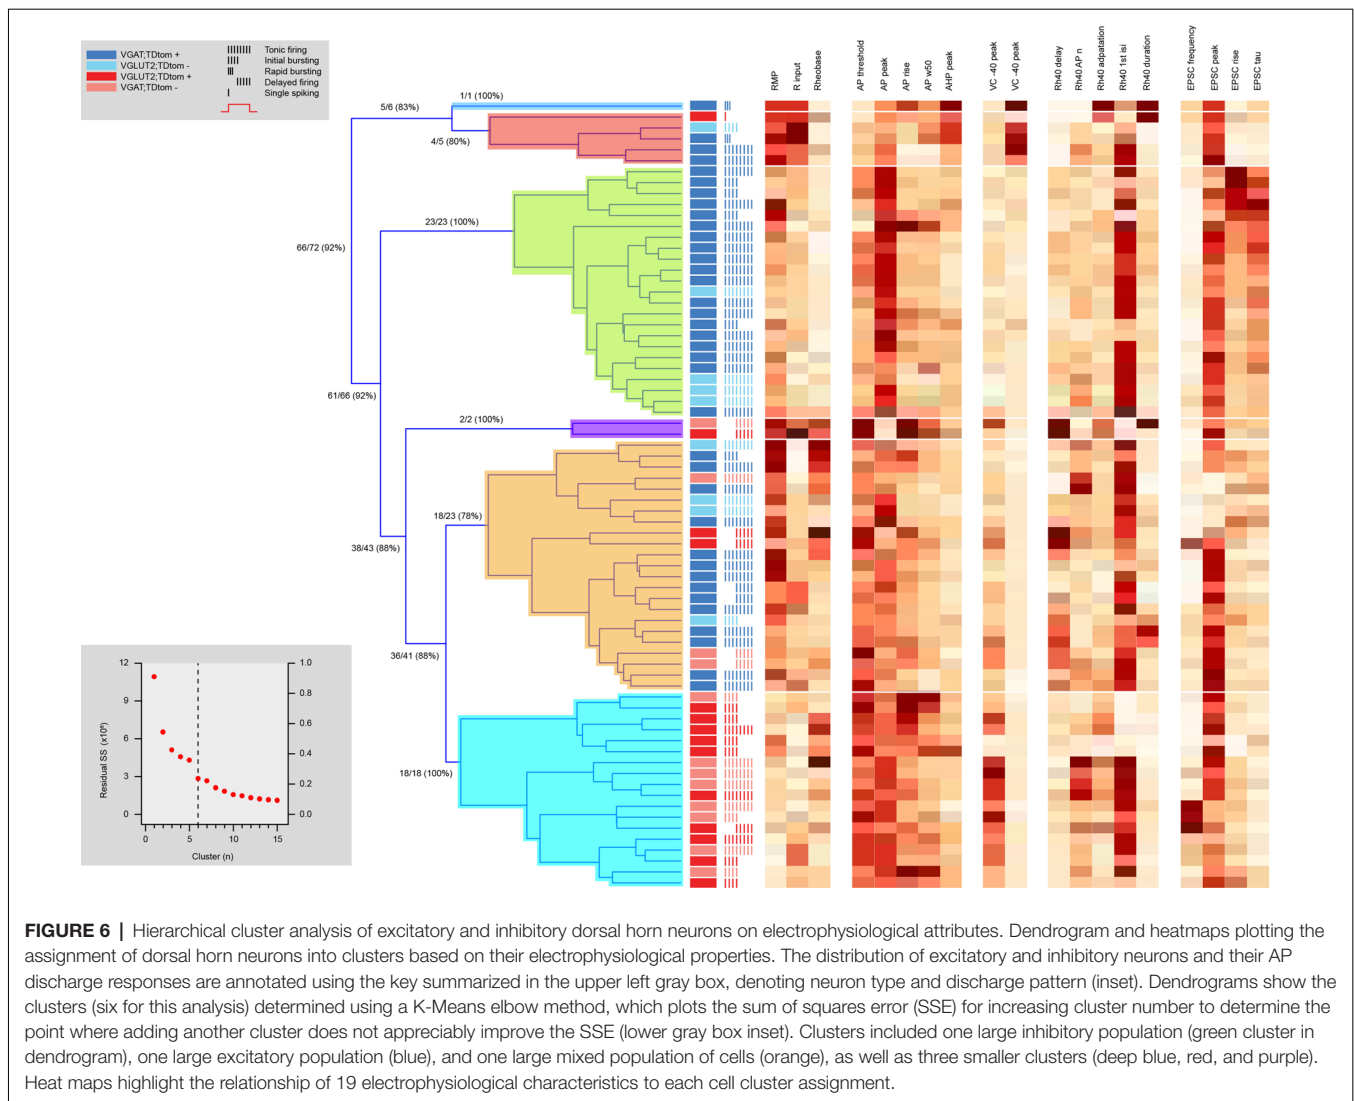 VGAT;TDtom +
VGLUT2;TDtom -
VGLUT2;TDtom +
VGAT;TDtom -
Tonic firing
Initial bursting
Rapid bursting
Delayed firing
Single spiking
RMP
R input
Rheobase
AP threshold
AP peak
AP rise
AP w50
AHP peak
VC -40 peak
VC -40 peak
Rh40 delay
Rh40 AP n
Rh40 adpatation
Rh40 1st isi
Rh40 duration
EPSC frequency
EPSC peak
EPSC rise
EPSC tau
1/1 (100%)
5/6 (83%)
4/5 (80%)
23/23 (100%)
66/72 (92%)
61/66 (92%)
2/2 (100%)
18/23 (78%)
38/43 (88%)
36/41 (88%)
18/18 (100%)
Residual SS (x10⁶)
12
9
6
3
0
1.0
0.8
0.6
0.4
0.2
0.0
0 5 10 15
Cluster (n)
FIGURE 6 | Hierarchical cluster analysis of excitatory and inhibitory dorsal horn neurons on electrophysiological attributes. Dendrogram and heatmaps plotting the
assignment of dorsal horn neurons into clusters based on their electrophysiological properties. The distribution of excitatory and inhibitory neurons and their AP
discharge responses are annotated using the key summarized in the upper left gray box, denoting neuron type and discharge pattern (inset). Dendrograms show the
clusters (six for this analysis) determined using a K-Means elbow method, which plots the sum of squares error (SSE) for increasing cluster number to determine the
point where adding another cluster does not appreciably improve the SSE (lower gray box inset). Clusters included one large inhibitory population (green cluster in
dendrogram), one large excitatory population (blue), and one large mixed population of cells (orange), as well as three smaller clusters (deep blue, red, and purple).
Heat maps highlight the relationship of 19 electrophysiological characteristics to each cell cluster assignment.